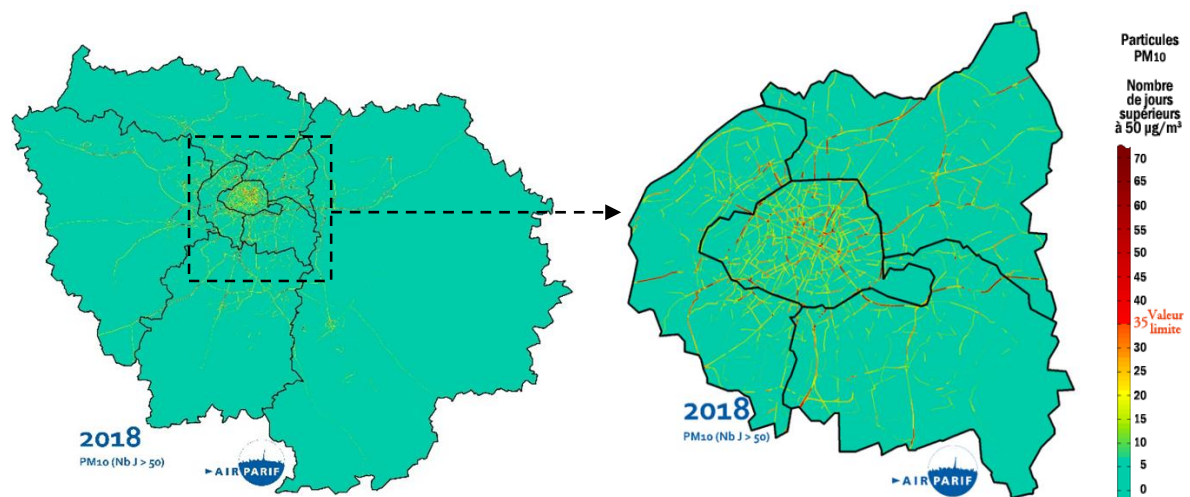 2018
PM10 (Nb J > 50)
AIRPARIF
2018
PM10 (Nb J > 50)
AIRPARIF
Particules
PM10
Nombre
de jours
supérieurs
à 50 µg/m³
70
65
60
55
50
45
40
35 Valeur
limite
30
25
20
15
10
5
0